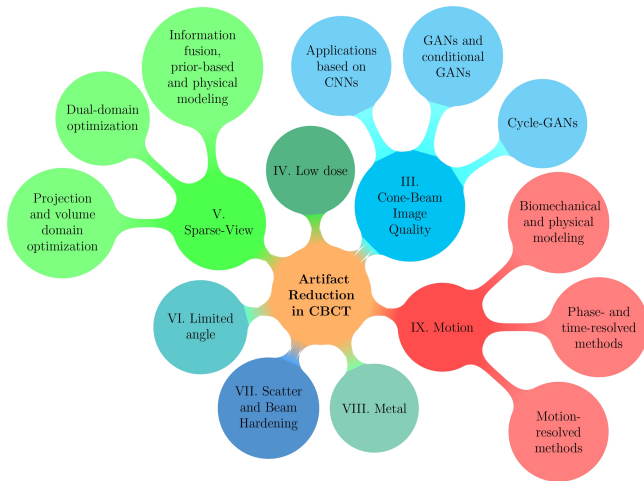 Information
fusion,
prior-based
and physical
modeling
Applications
based on
CNNs
GANs and
conditional
GANs
Dual-domain
optimization
Cycle-GANs
IV. Low dose
III.
Cone-Beam
Image
Quality
Projection
and volume
domain
optimization
V.
Sparse-View
Biomechanical
and physical
modeling
Artifact
Reduction
in CBCT
VI. Limited
angle
IX. Motion
Phase- and
time-resolved
methods
VII. Scatter
and Beam
Hardening
VIII. Metal
Motion-
resolved
methods